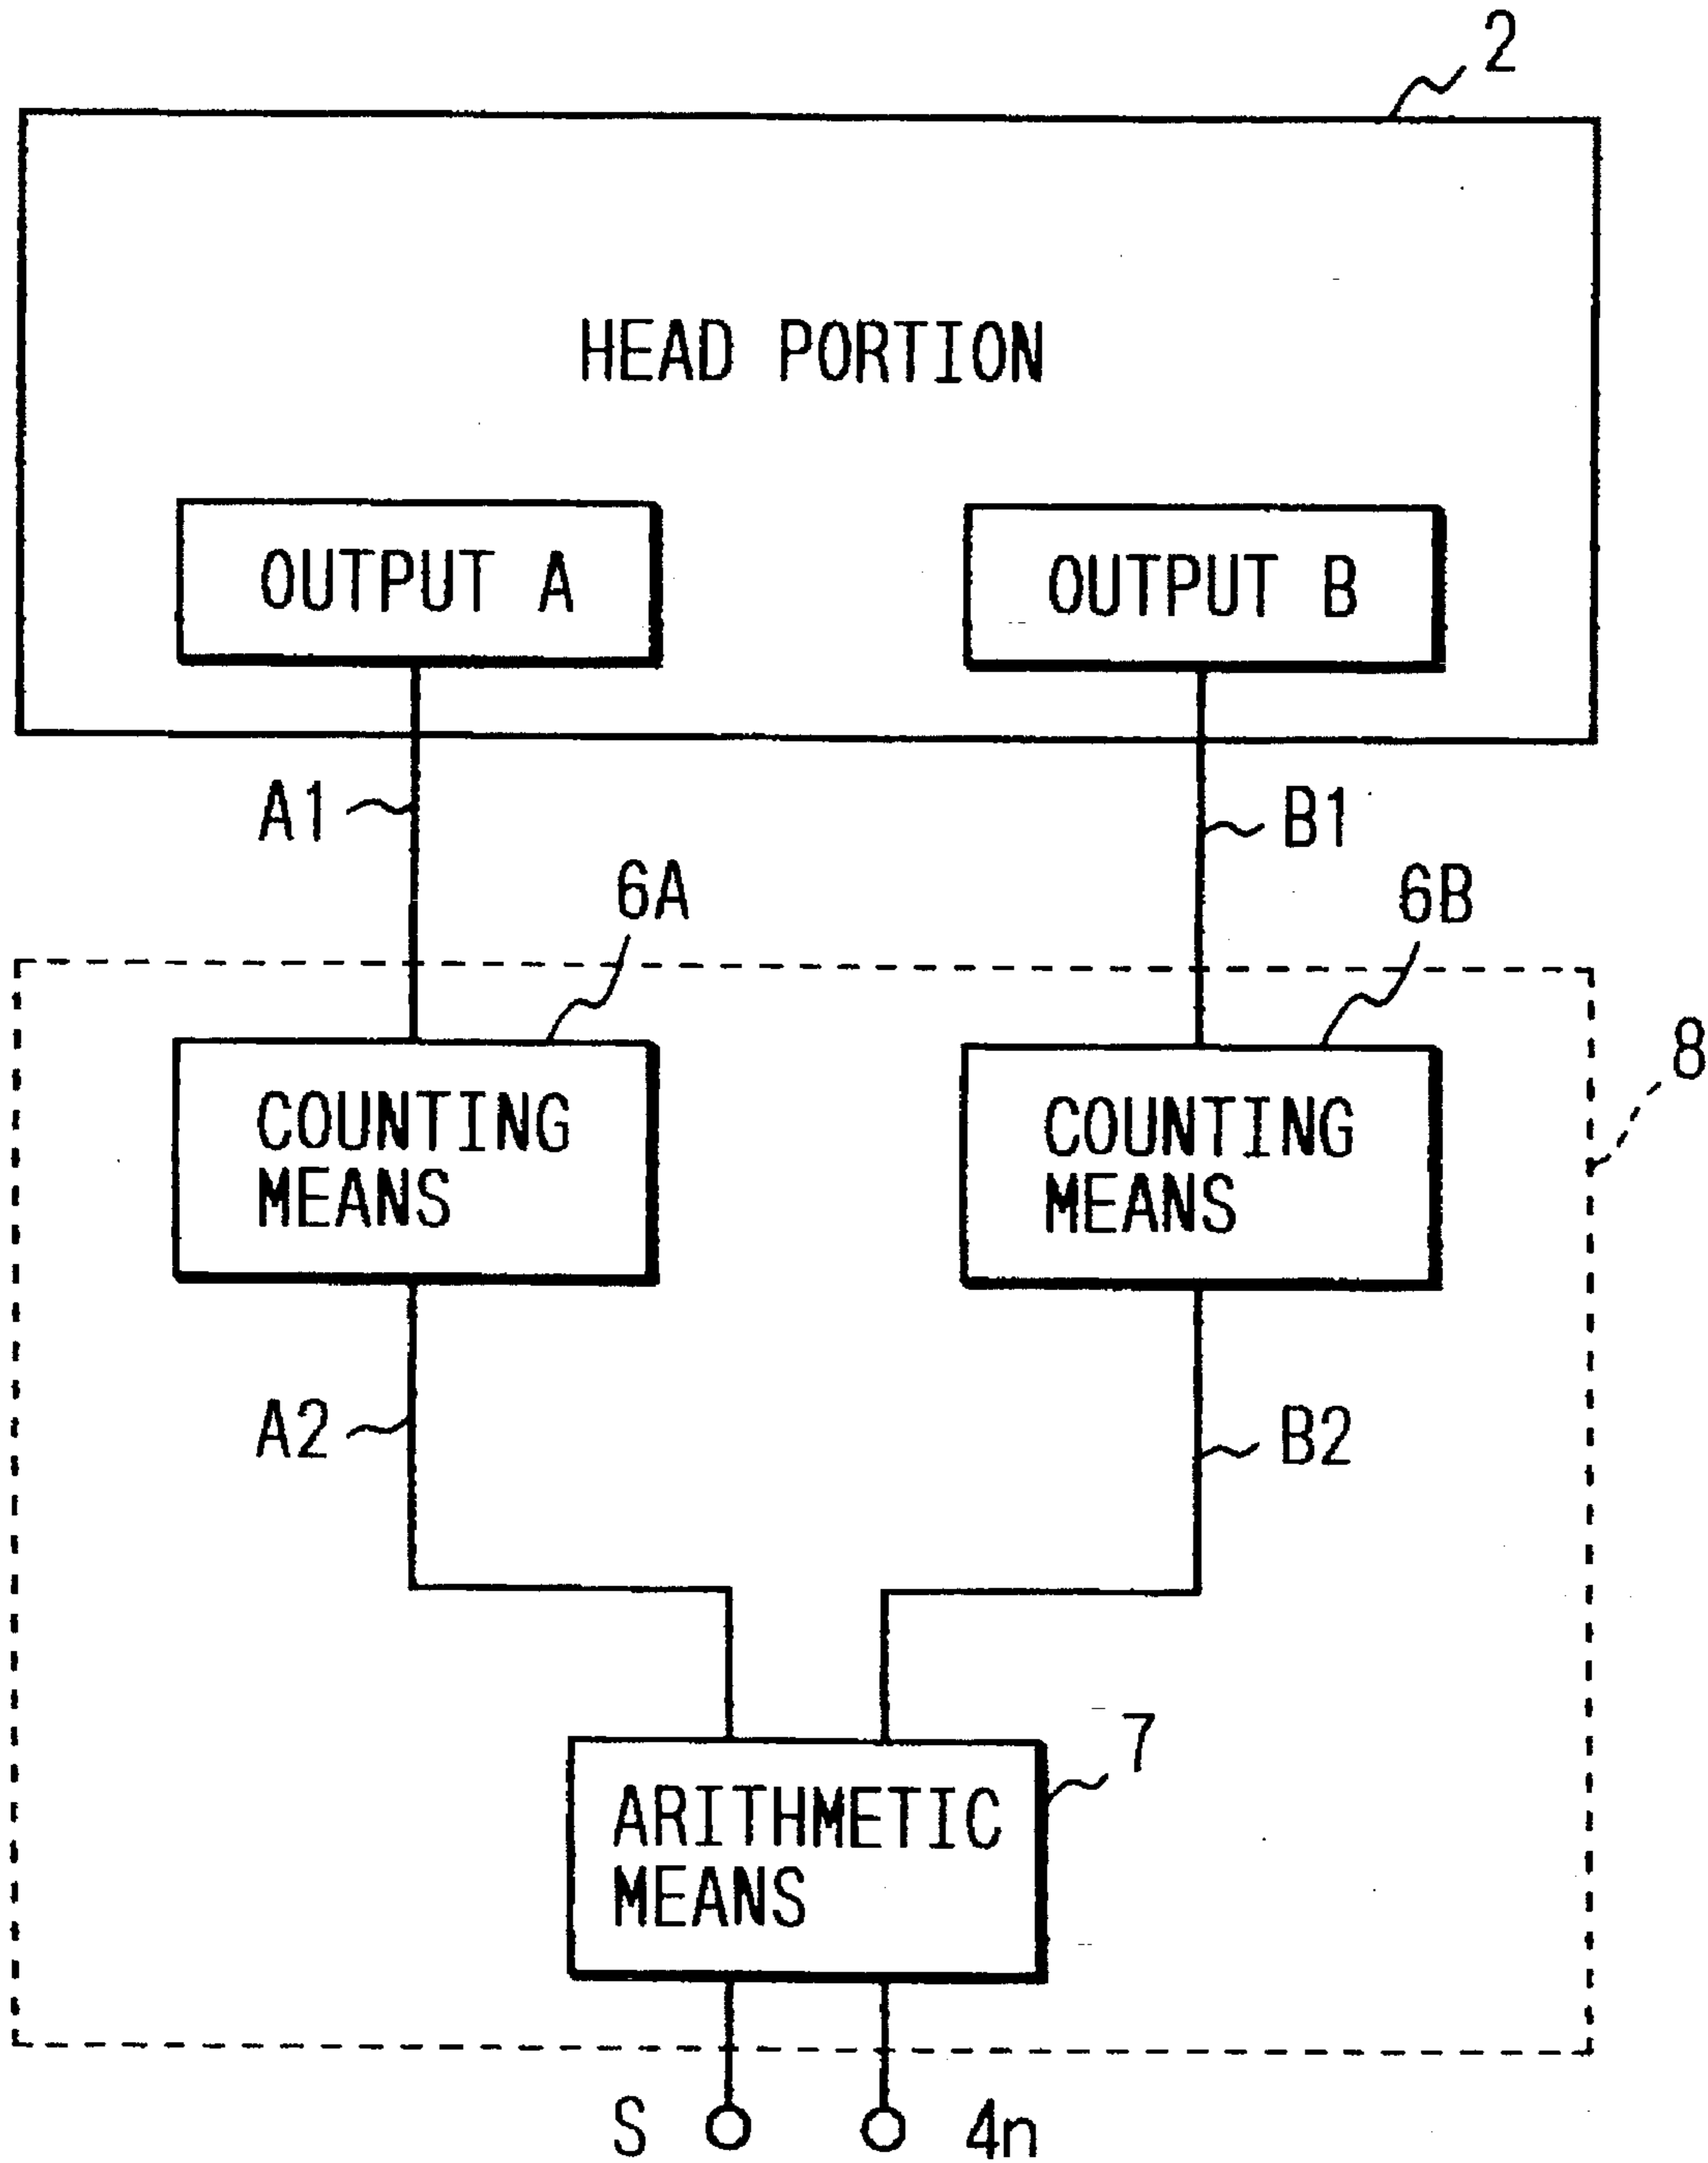 2
HEAD PORTION
OUTPUT A
OUTPUT B
A1
B1
6A
6B
8
COUNTING
MEANS
COUNTING
MEANS
A2
B2
7
ARITHMETIC
MEANS
S
4n